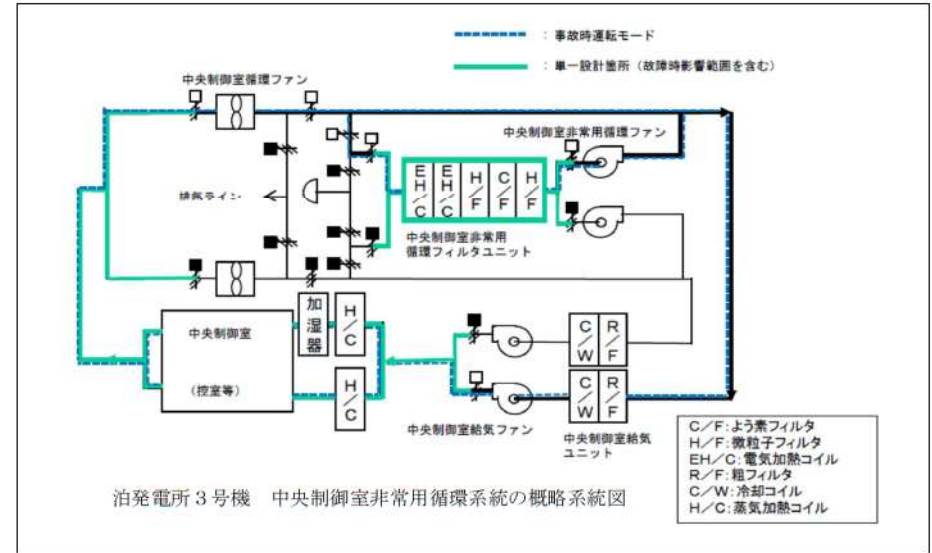 ：事故時運転モード
：単一設計箇所（故障時影響範囲を含む）
中央制御室循環ファン
中央制御室非常用循環ファン
EH/C
EH/C
H/F
C/F
H/F
排気ライン
中央制御室非常用
循環フィルタユニット
加湿器
H/C
中央制御室
（控室等）
H/C
C/W
R/F
C/W
R/F
中央制御室給気ファン
中央制御室給気
ユニット
C／F：よう素フィルタ
H／F：微粒子フィルタ
EH／C：電気加熱コイル
R／F：粗フィルタ
C／W：冷却コイル
H／C：蒸気加熱コイル
泊発電所３号機　中央制御室非常用循環系統の概略系統図